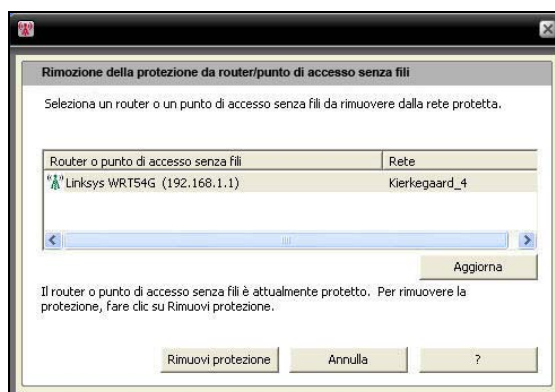 Rimozione della protezione da router/punto di accesso senza fili
Seleziona un router o un punto di accesso senza fili da rimuovere dalla rete protetta.
Router o punto di accesso senza fili Rete
Linksys WRT54G (192.168.1.1) Kierkegaard_4
Aggiorna
Il router o punto di accesso senza fili è attualmente protetto. Per rimuovere la
protezione, fare clic su Rimuovi protezione.
Rimuovi protezione Annulla ?